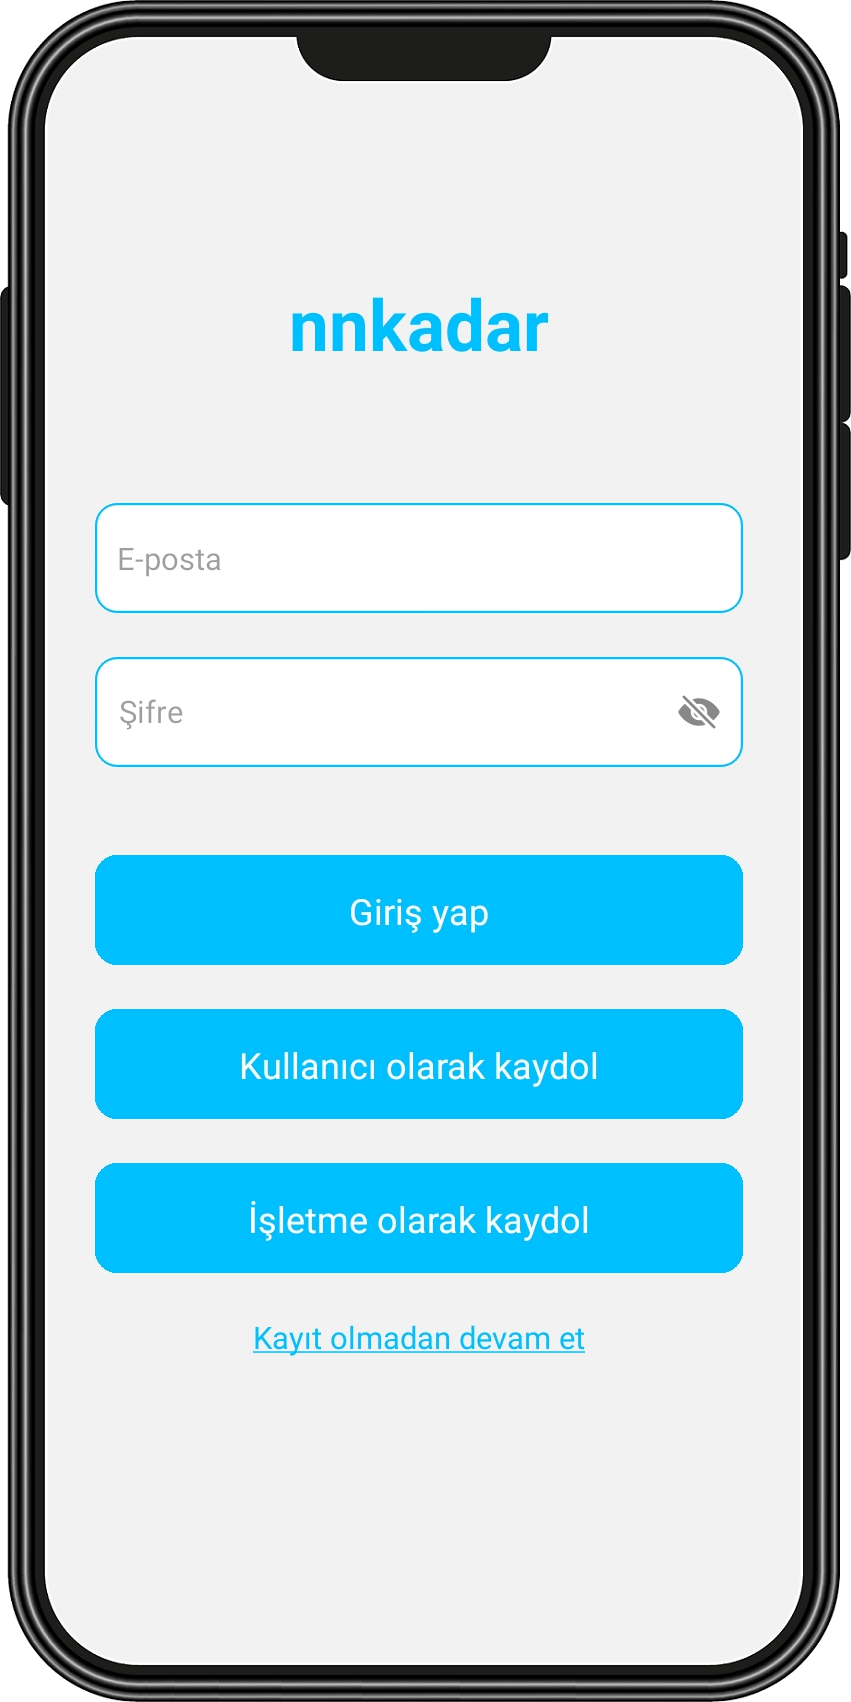 nnkadar
E-posta
Şifre
Giriş yap
Kullanıcı olarak kaydol
İşletme olarak kaydol
Kayıt olmadan devam et